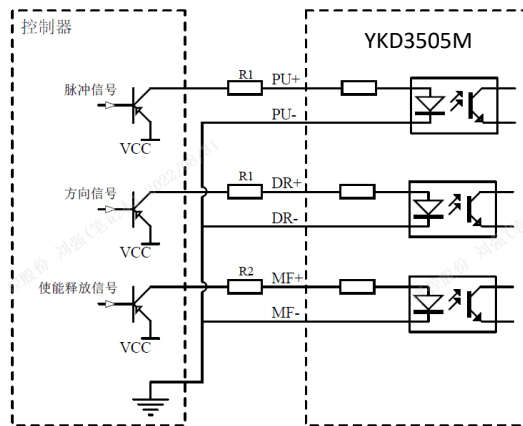 控制器
YKD3505M
R1
PU+
脉冲信号
PU-
VCC
R1
DR+
方向信号
DR-
VCC
R2
MF+
使能释放信号
MF-
VCC